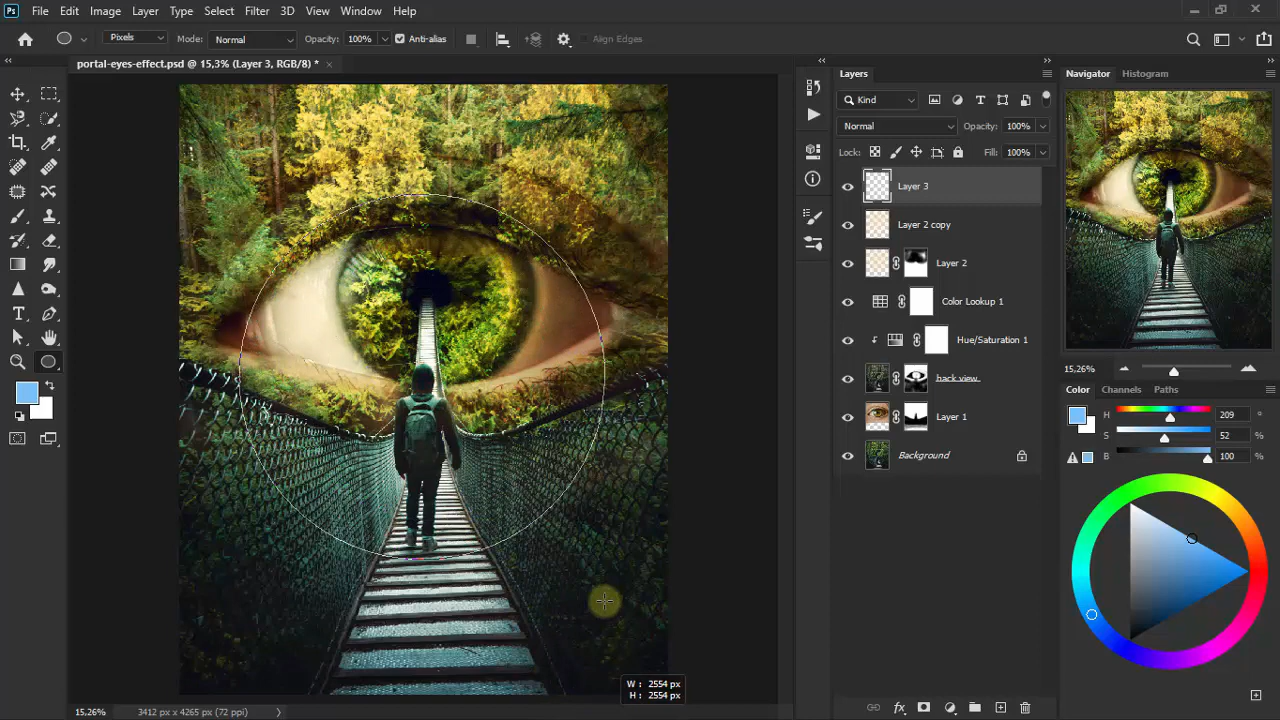 Ps File Edit Image Layer Type Select Filter 3D View Window Help
Pixels Mode: Normal Opacity: 100% Anti-alias Align Edges
portal-eyes-effect.psd @ 15,3% (Layer 3, RGB/8) * ×
Layers
Kind
Normal Opacity: 100%
Lock: Fill: 100%
Layer 3
Layer 2 copy
Layer 2
Color Lookup 1
Hue/Saturation 1
back view
Layer 1
Background
Navigator Histogram
15,26%
Color Channels Paths
H 209 °
S 52 %
B 100 %
W : 2554 px
H : 2554 px
15,26% 3412 px x 4265 px (72 ppi)